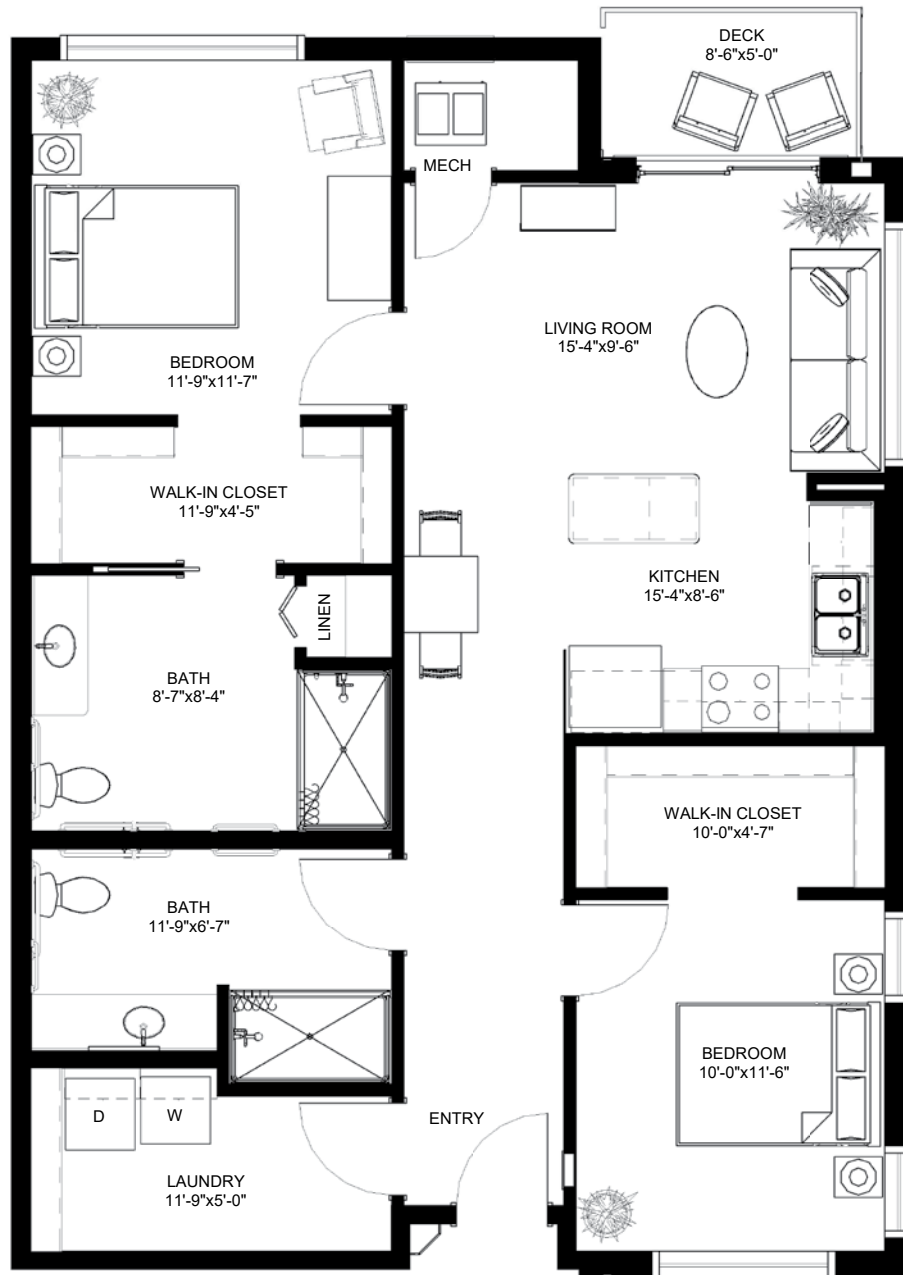 DECK
8'-6"x5'-0"
MECH
LIVING ROOM
15'-4"x9'-6"
BEDROOM
11'-9"x11'-7"
WALK-IN CLOSET
11'-9"x4'-5"
KITCHEN
15'-4"x8'-6"
LINEN
BATH
8'-7"x8'-4"
WALK-IN CLOSET
10'-0"x4'-7"
BATH
11'-9"x6'-7"
BEDROOM
10'-0"x11'-6"
D
W
ENTRY
LAUNDRY
11'-9"x5'-0"